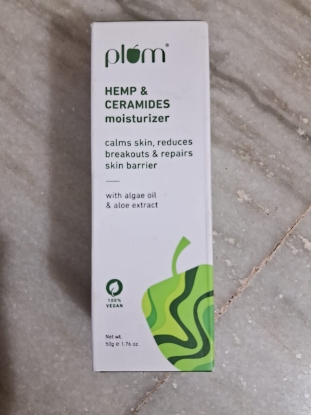 plum®
HEMP &
CERAMIDES
moisturizer
calms skin, reduces
breakouts & repairs
skin barrier
with algae oil
& aloe extract
100%
VEGAN
Net wt.
50g ℮ 1.76 oz.